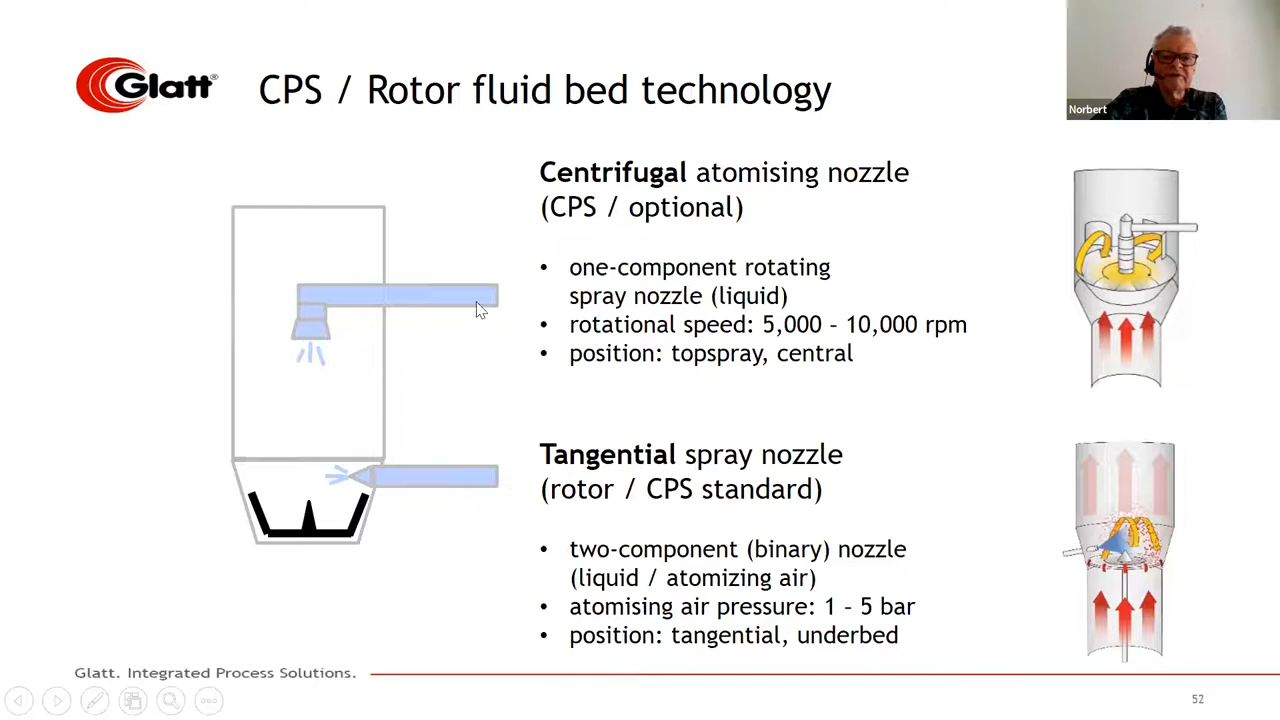 Glatt®
CPS / Rotor fluid bed technology
Norbert
Centrifugal atomising nozzle
(CPS / optional)
• one-component rotating
spray nozzle (liquid)
• rotational speed: 5,000 – 10,000 rpm
• position: topspray, central
Tangential spray nozzle
(rotor / CPS standard)
• two-component (binary) nozzle
(liquid / atomizing air)
• atomising air pressure: 1 – 5 bar
• position: tangential, underbed
Glatt. Integrated Process Solutions.
52